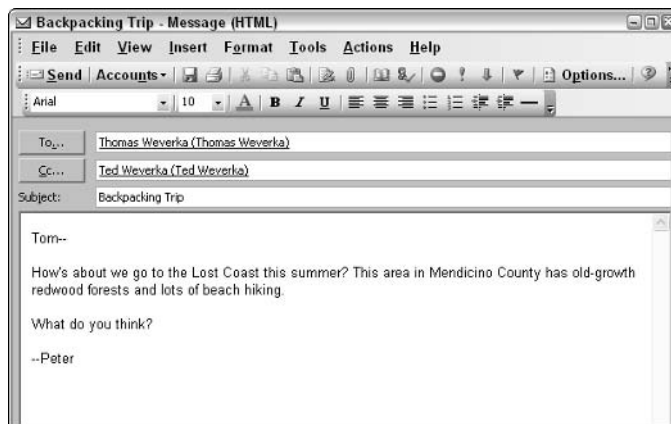 Backpacking Trip - Message (HTML)
File Edit View Insert Format Tools Actions Help
Send Accounts Options...
Arial 10 A B I U
To... Thomas Weverka (Thomas Weverka)
Cc... Ted Weverka (Ted Weverka)
Subject: Backpacking Trip
Tom--
How's about we go to the Lost Coast this summer? This area in Mendicino County has old-growth
redwood forests and lots of beach hiking.
What do you think?
--Peter